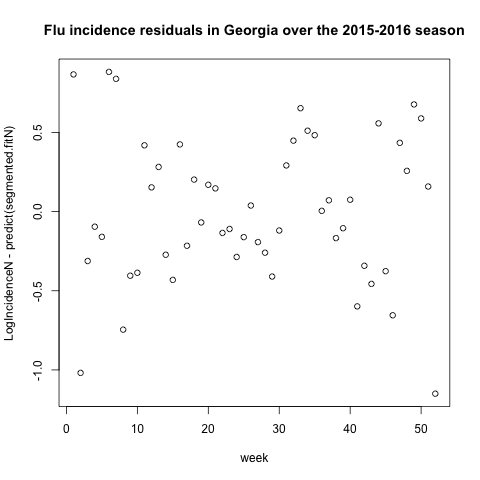 Flu incidence residuals in Georgia over the 2015-2016 season
LogIncidenceN - predict(segmented.fitN)
0.5
0.0
-0.5
-1.0
0 10 20 30 40 50
week